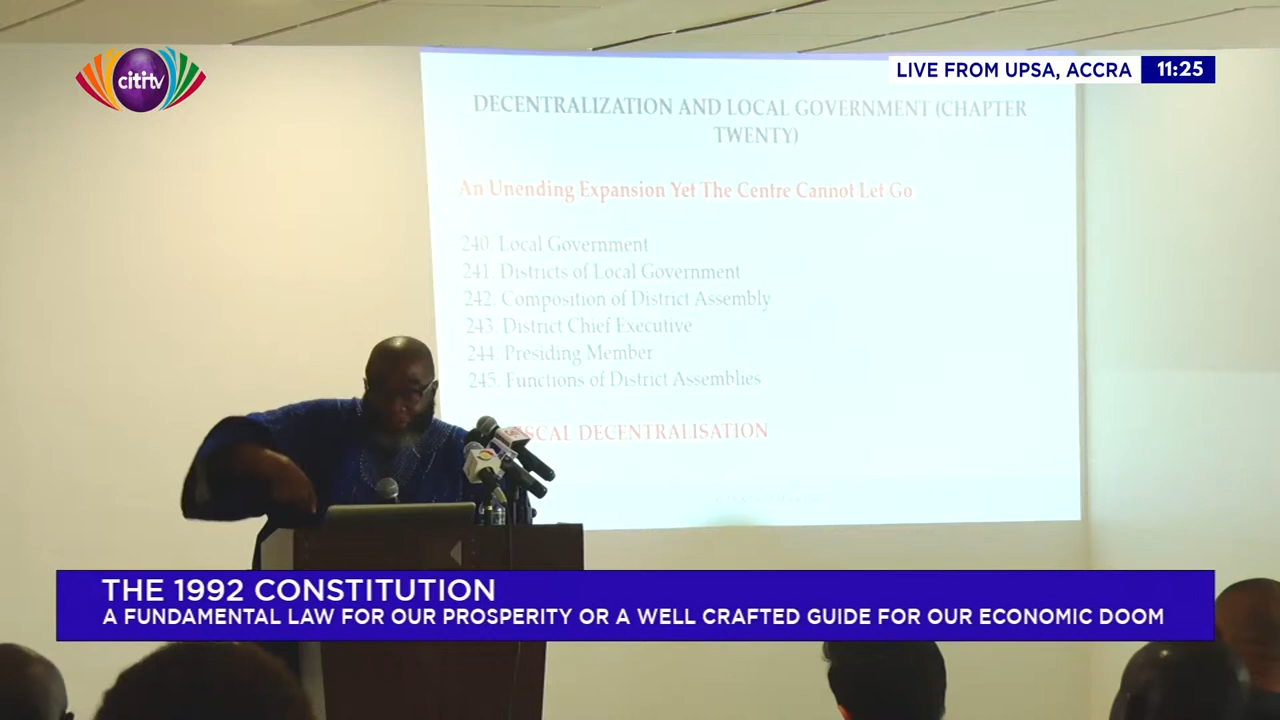 citi tv
LIVE FROM UPSA, ACCRA
11:25
DECENTRALIZATION AND LOCAL GOVERNMENT (CHAPTER
TWENTY)
An Unending Expansion Yet The Centre Cannot Let Go
240. Local Government
241. Districts of Local Government
242. Composition of District Assembly
243. District Chief Executive
244. Presiding Member
245. Functions of District Assemblies
DECENTRALISATION
THE 1992 CONSTITUTION
A FUNDAMENTAL LAW FOR OUR PROSPERITY OR A WELL CRAFTED GUIDE FOR OUR ECONOMIC DOOM